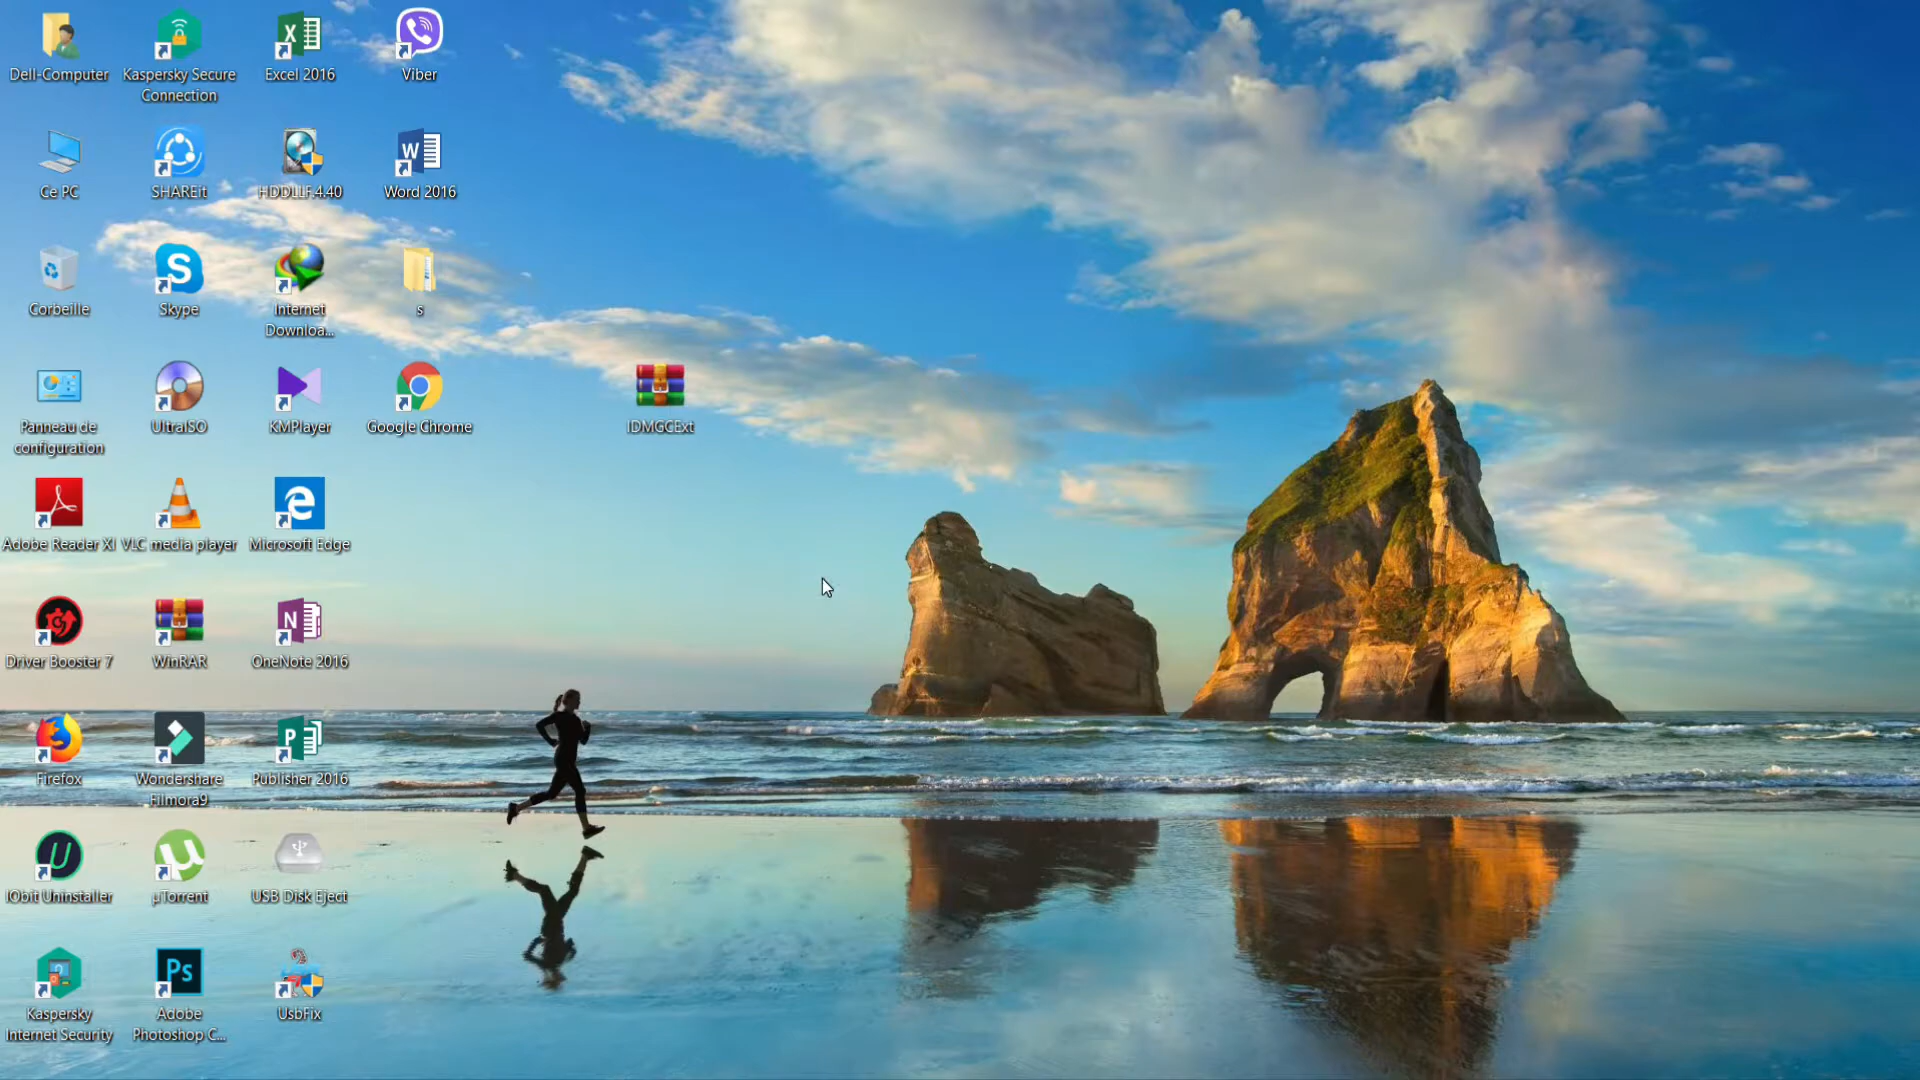 Dell-Computer
Kaspersky Secure
Connection
Excel 2016
Viber
Ce PC
SHAREit
HDDLLF.4.40
Word 2016
Corbeille
Skype
Internet
Downloa...
s
Panneau de
configuration
UltraISO
KMPlayer
Google Chrome
IDMGCExt
Adobe Reader XI
VLC media player
Microsoft Edge
Driver Booster 7
WinRAR
OneNote 2016
Firefox
Wondershare
Filmora9
Publisher 2016
IObit Uninstaller
µTorrent
USB Disk Eject
Kaspersky
Internet Security
Adobe
Photoshop C...
UsbFix